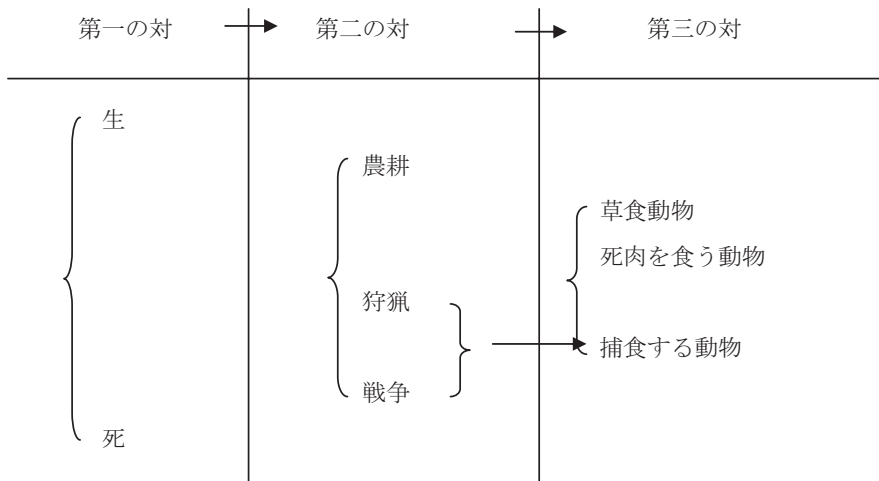 第一の対
第二の対
第三の対
生
農耕
草食動物
死肉を食う動物
狩猟
捕食する動物
戦争
死